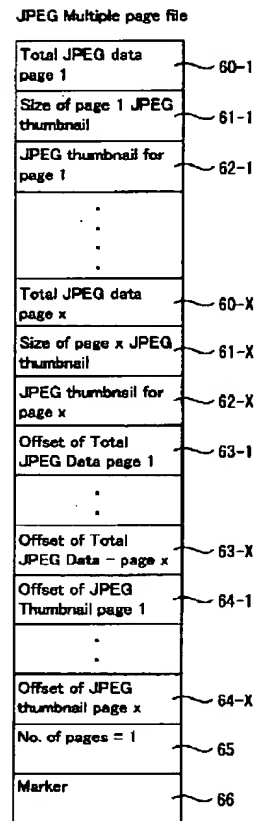 JPEG Multiple page file
Total JPEG data
page 1
60-1
Size of page 1 JPEG
thumbnail
61-1
JPEG thumbnail for
page 1
62-1
Total JPEG data
page x
60-X
Size of page x JPEG
thumbnail
61-X
JPEG thumbnail for
page x
62-X
Offset of Total
JPEG Data page 1
63-1
Offset of Total
JPEG Data - page x
63-X
Offset of JPEG
Thumbnail page 1
64-1
Offset of JPEG
thumbnail page x
64-X
No. of pages = 1
65
Marker
66